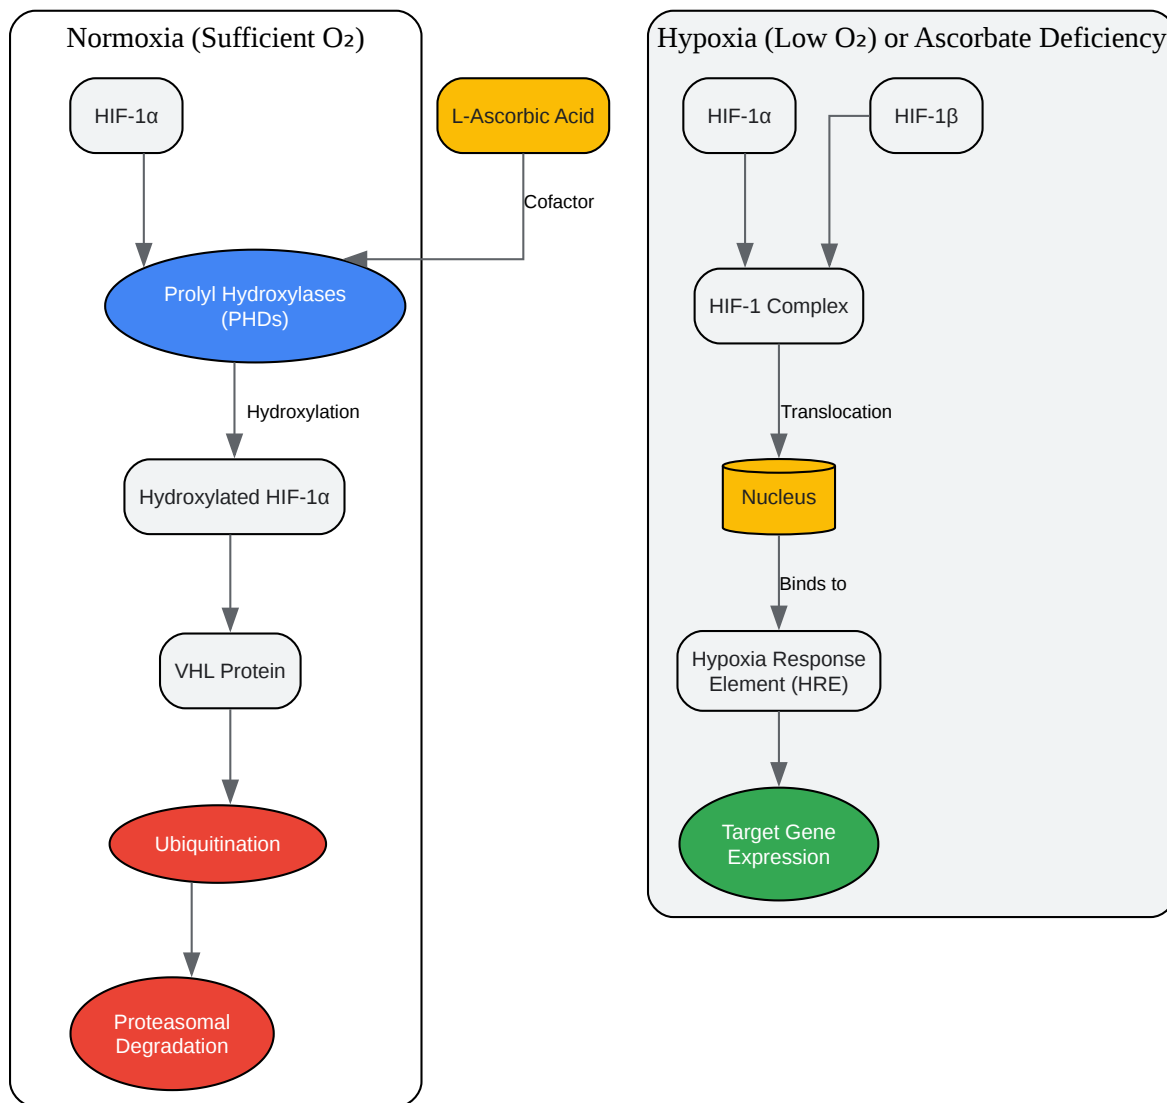 Normoxia (Sufficient O₂)
HIF-1α
L-Ascorbic Acid
Cofactor
Prolyl Hydroxylases
(PHDs)
Hydroxylation
Hydroxylated HIF-1α
VHL Protein
Ubiquitination
Proteasomal
Degradation
Hypoxia (Low O₂) or Ascorbate Deficiency
HIF-1α
HIF-1β
HIF-1 Complex
Translocation
Nucleus
Binds to
Hypoxia Response
Element (HRE)
Target Gene
Expression